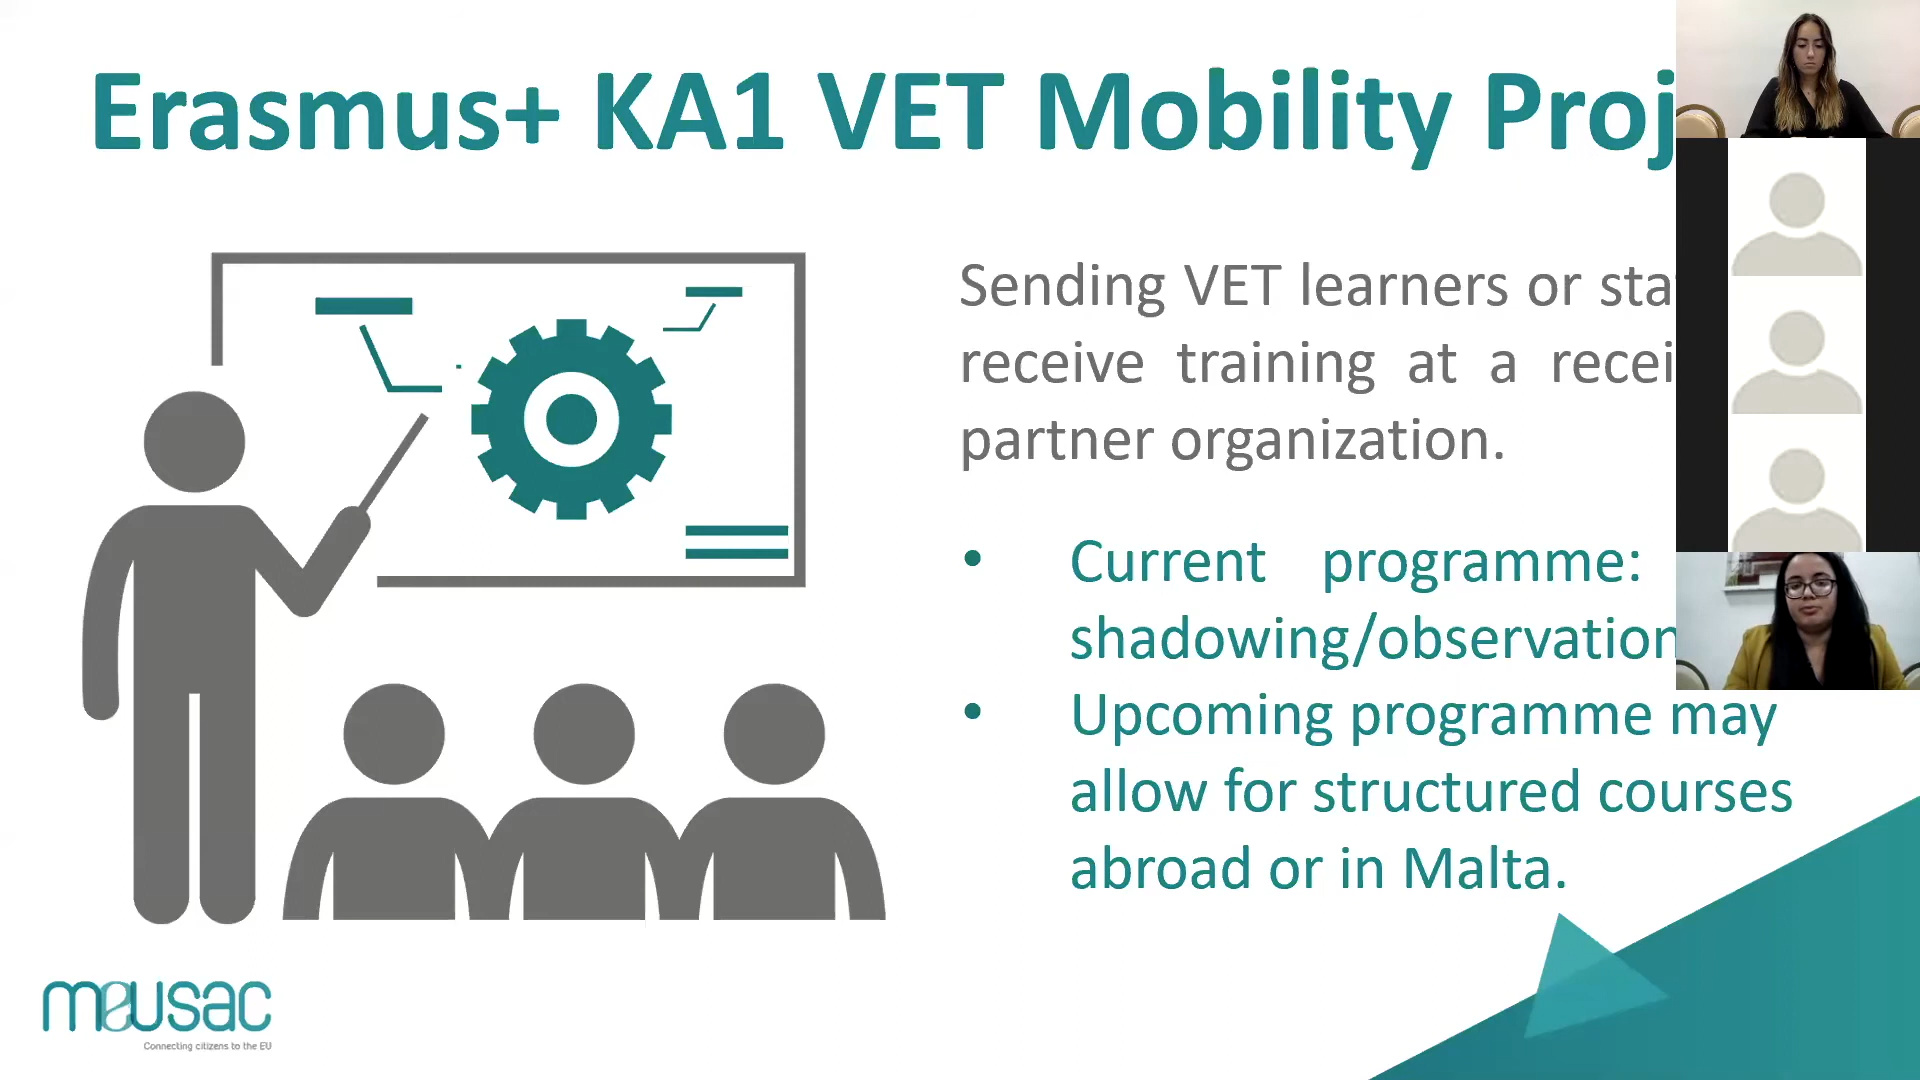 Erasmus+ KA1 VET Mobility Proj
Sending VET learners or sta
receive training at a recei
partner organization.
• Current programme:
shadowing/observation
• Upcoming programme may
allow for structured courses
abroad or in Malta.
meusac
Connecting citizens to the EU